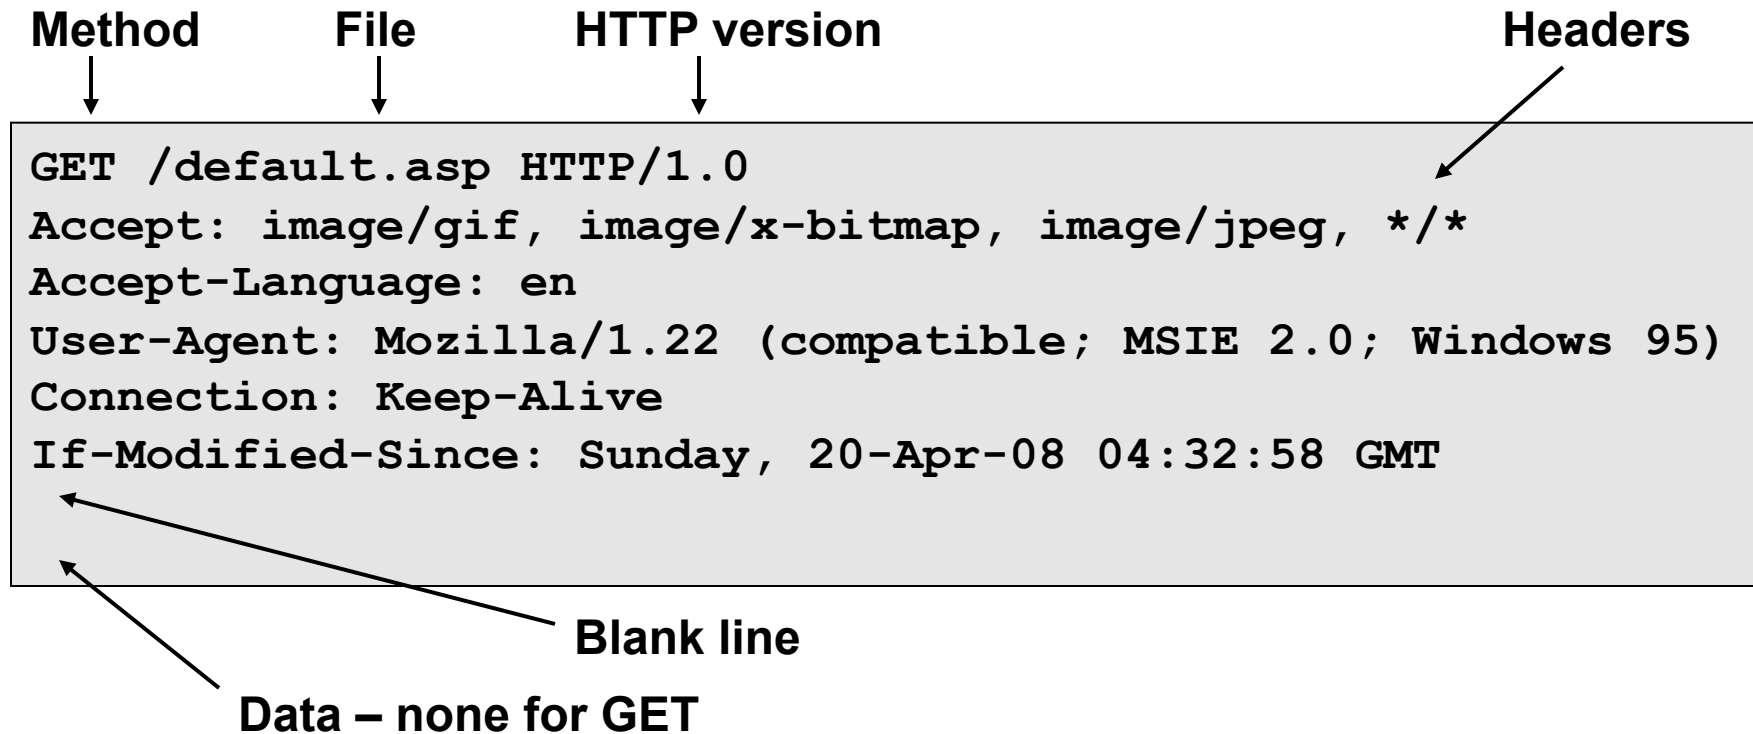 Method File HTTP version Headers
GET /default.asp HTTP/1.0
Accept: image/gif, image/x-bitmap, image/jpeg, */*
Accept-Language: en
User-Agent: Mozilla/1.22 (compatible; MSIE 2.0; Windows 95)
Connection: Keep-Alive
If-Modified-Since: Sunday, 20-Apr-08 04:32:58 GMT
Blank line
Data – none for GET